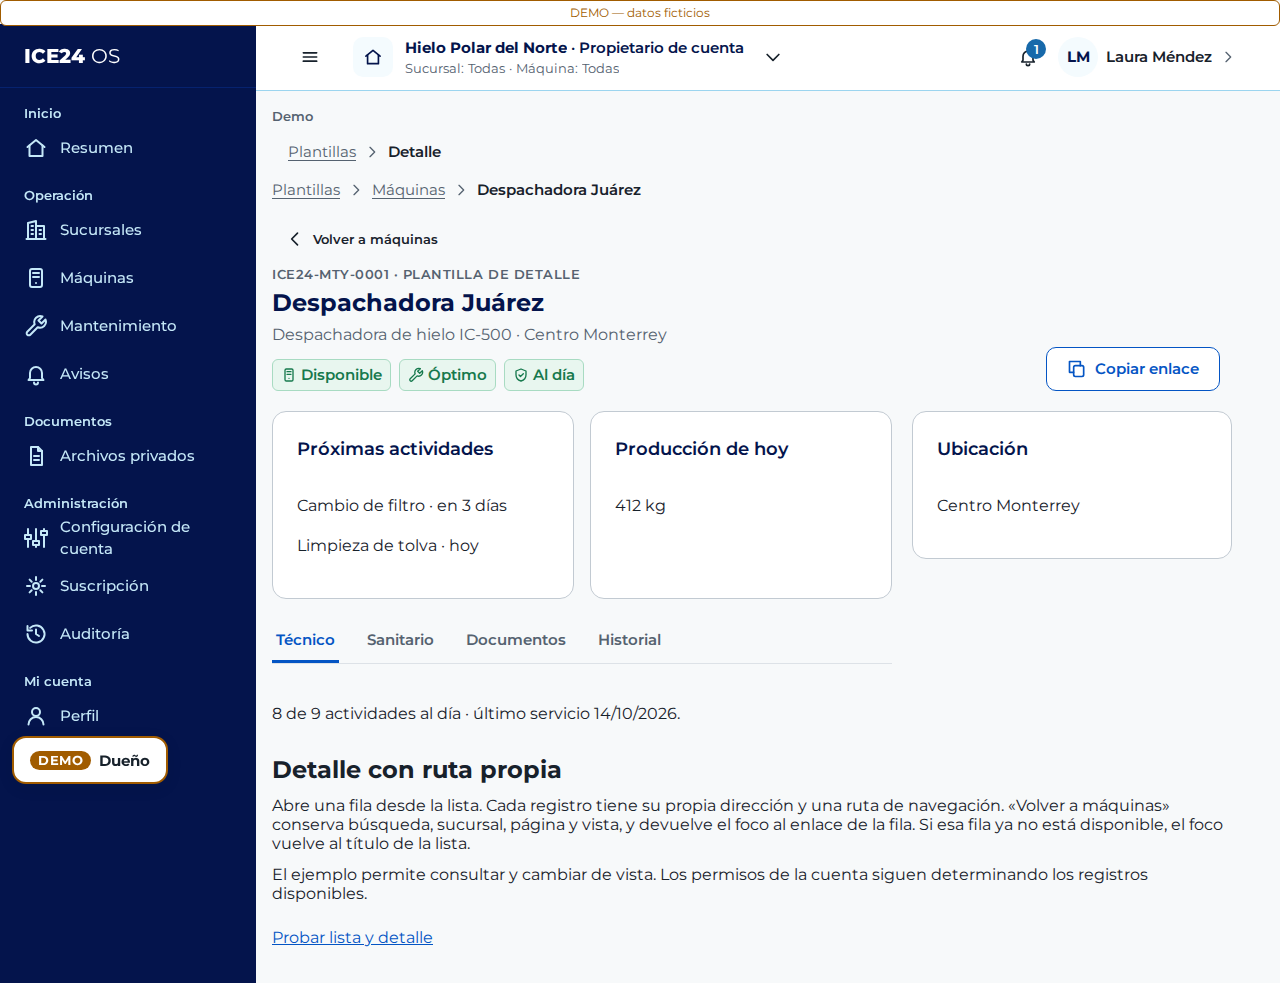 DEMO — datos ficticios
ICE24 OS
Hielo Polar del Norte · Propietario de cuenta
Sucursal: Todas · Máquina: Todas
1
LM
Laura Méndez
Inicio
Resumen
Operación
Sucursales
Máquinas
Mantenimiento
Avisos
Documentos
Archivos privados
Administración
Configuración de
cuenta
Suscripción
Auditoría
Mi cuenta
Perfil
DEMO Dueño
Demo
Plantillas > Detalle
Plantillas > Máquinas > Despachadora Juárez
Volver a máquinas
ICE24-MTY-0001 · PLANTILLA DE DETALLE
Despachadora Juárez
Despachadora de hielo IC-500 · Centro Monterrey
Disponible
Óptimo
Al día
Copiar enlace
Próximas actividades
Cambio de filtro · en 3 días
Limpieza de tolva · hoy
Producción de hoy
412 kg
Ubicación
Centro Monterrey
Técnico
Sanitario
Documentos
Historial
8 de 9 actividades al día · último servicio 14/10/2026.
Detalle con ruta propia
Abre una fila desde la lista. Cada registro tiene su propia dirección y una ruta de navegación. «Volver a máquinas»
conserva búsqueda, sucursal, página y vista, y devuelve el foco al enlace de la fila. Si esa fila ya no está disponible, el foco
vuelve al título de la lista.
El ejemplo permite consultar y cambiar de vista. Los permisos de la cuenta siguen determinando los registros
disponibles.
Probar lista y detalle